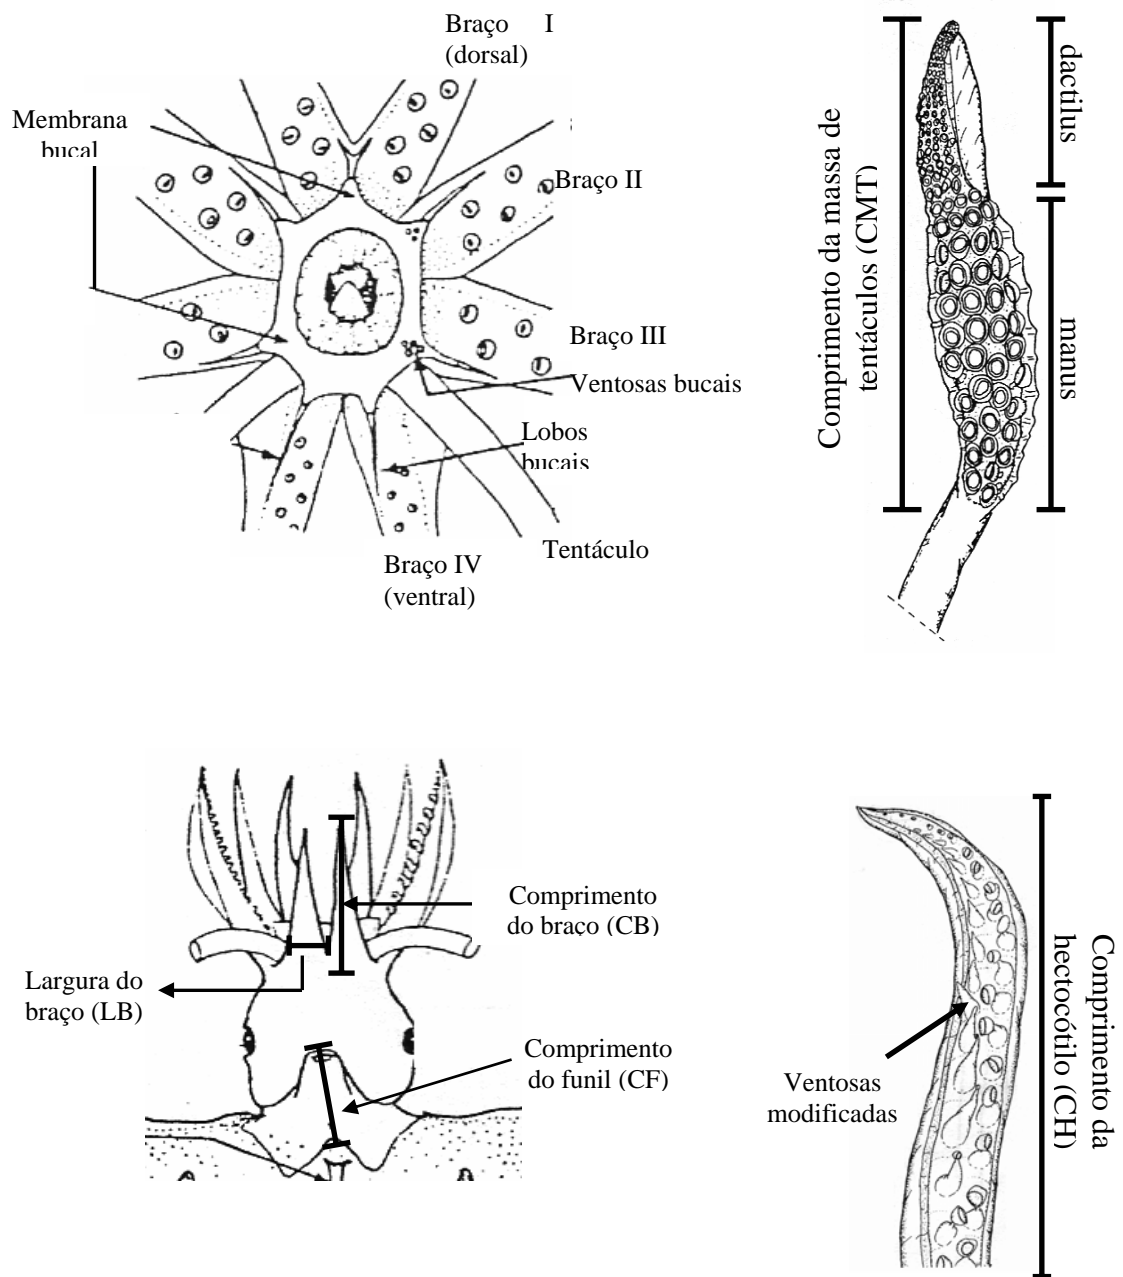 Braço I
(dorsal)
Membrana
bucal
Braço II
Braço III
Ventosas bucais
Lobos
bucais
Tentáculo
Braço IV
(ventral)
Comprimento da massa de
tentáculos (CMT)
dactilus
manus
Comprimento
do braço (CB)
Largura do
braço (LB)
Comprimento
do funil (CF)
Ventosas
modificadas
Comprimento da
hectocótilo (CH)